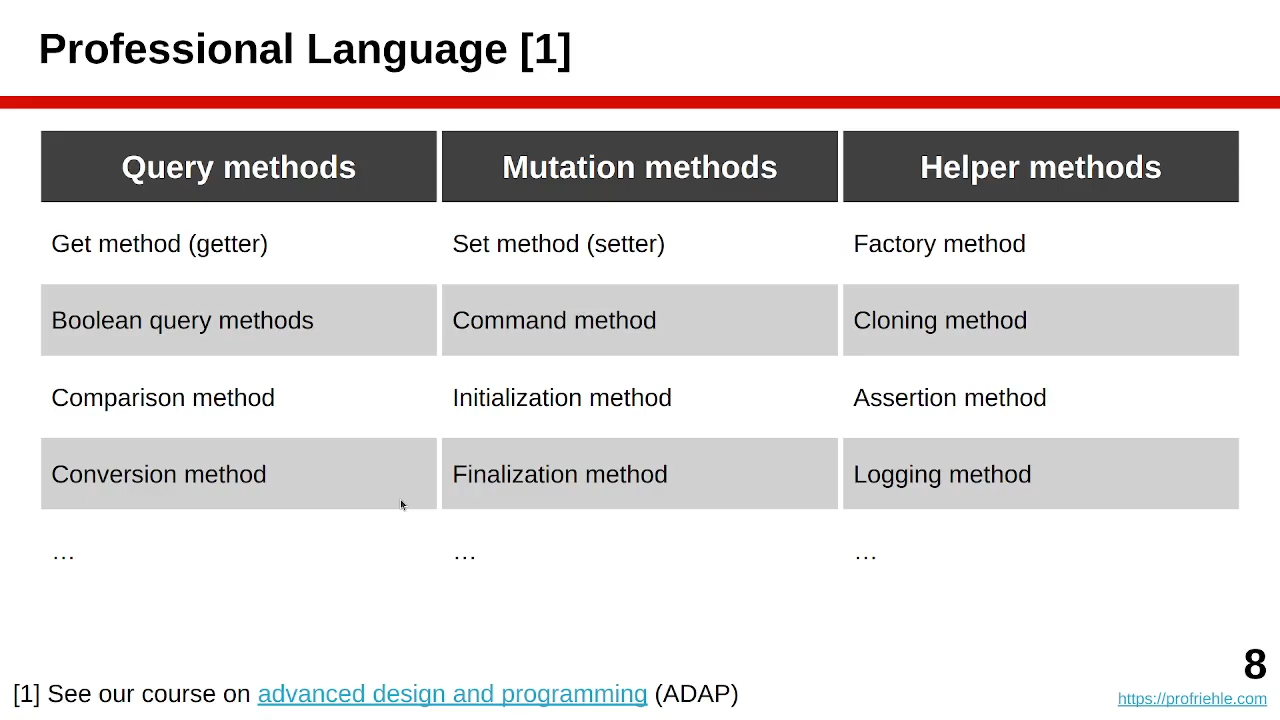 Professional Language [1]
Query methods Mutation methods Helper methods
Get method (getter) Set method (setter) Factory method
Boolean query methods Command method Cloning method
Comparison method Initialization method Assertion method
Conversion method Finalization method Logging method
… … …
8
[1] See our course on advanced design and programming (ADAP)
https://profriehle.com